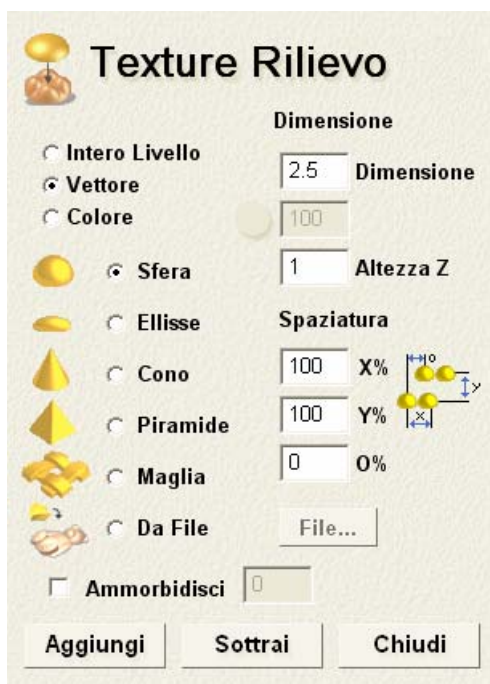 Texture Rilievo
Dimensione
Intero Livello
Vettore
Colore
2.5 Dimensione
100
1 Altezza Z
Sfera
Ellisse
Cono
Piramide
Maglia
Da File
Spaziatura
100 X%
100 Y%
0 O%
o
Y
X
File...
Ammorbidisci 0
Aggiungi Sottrai Chiudi